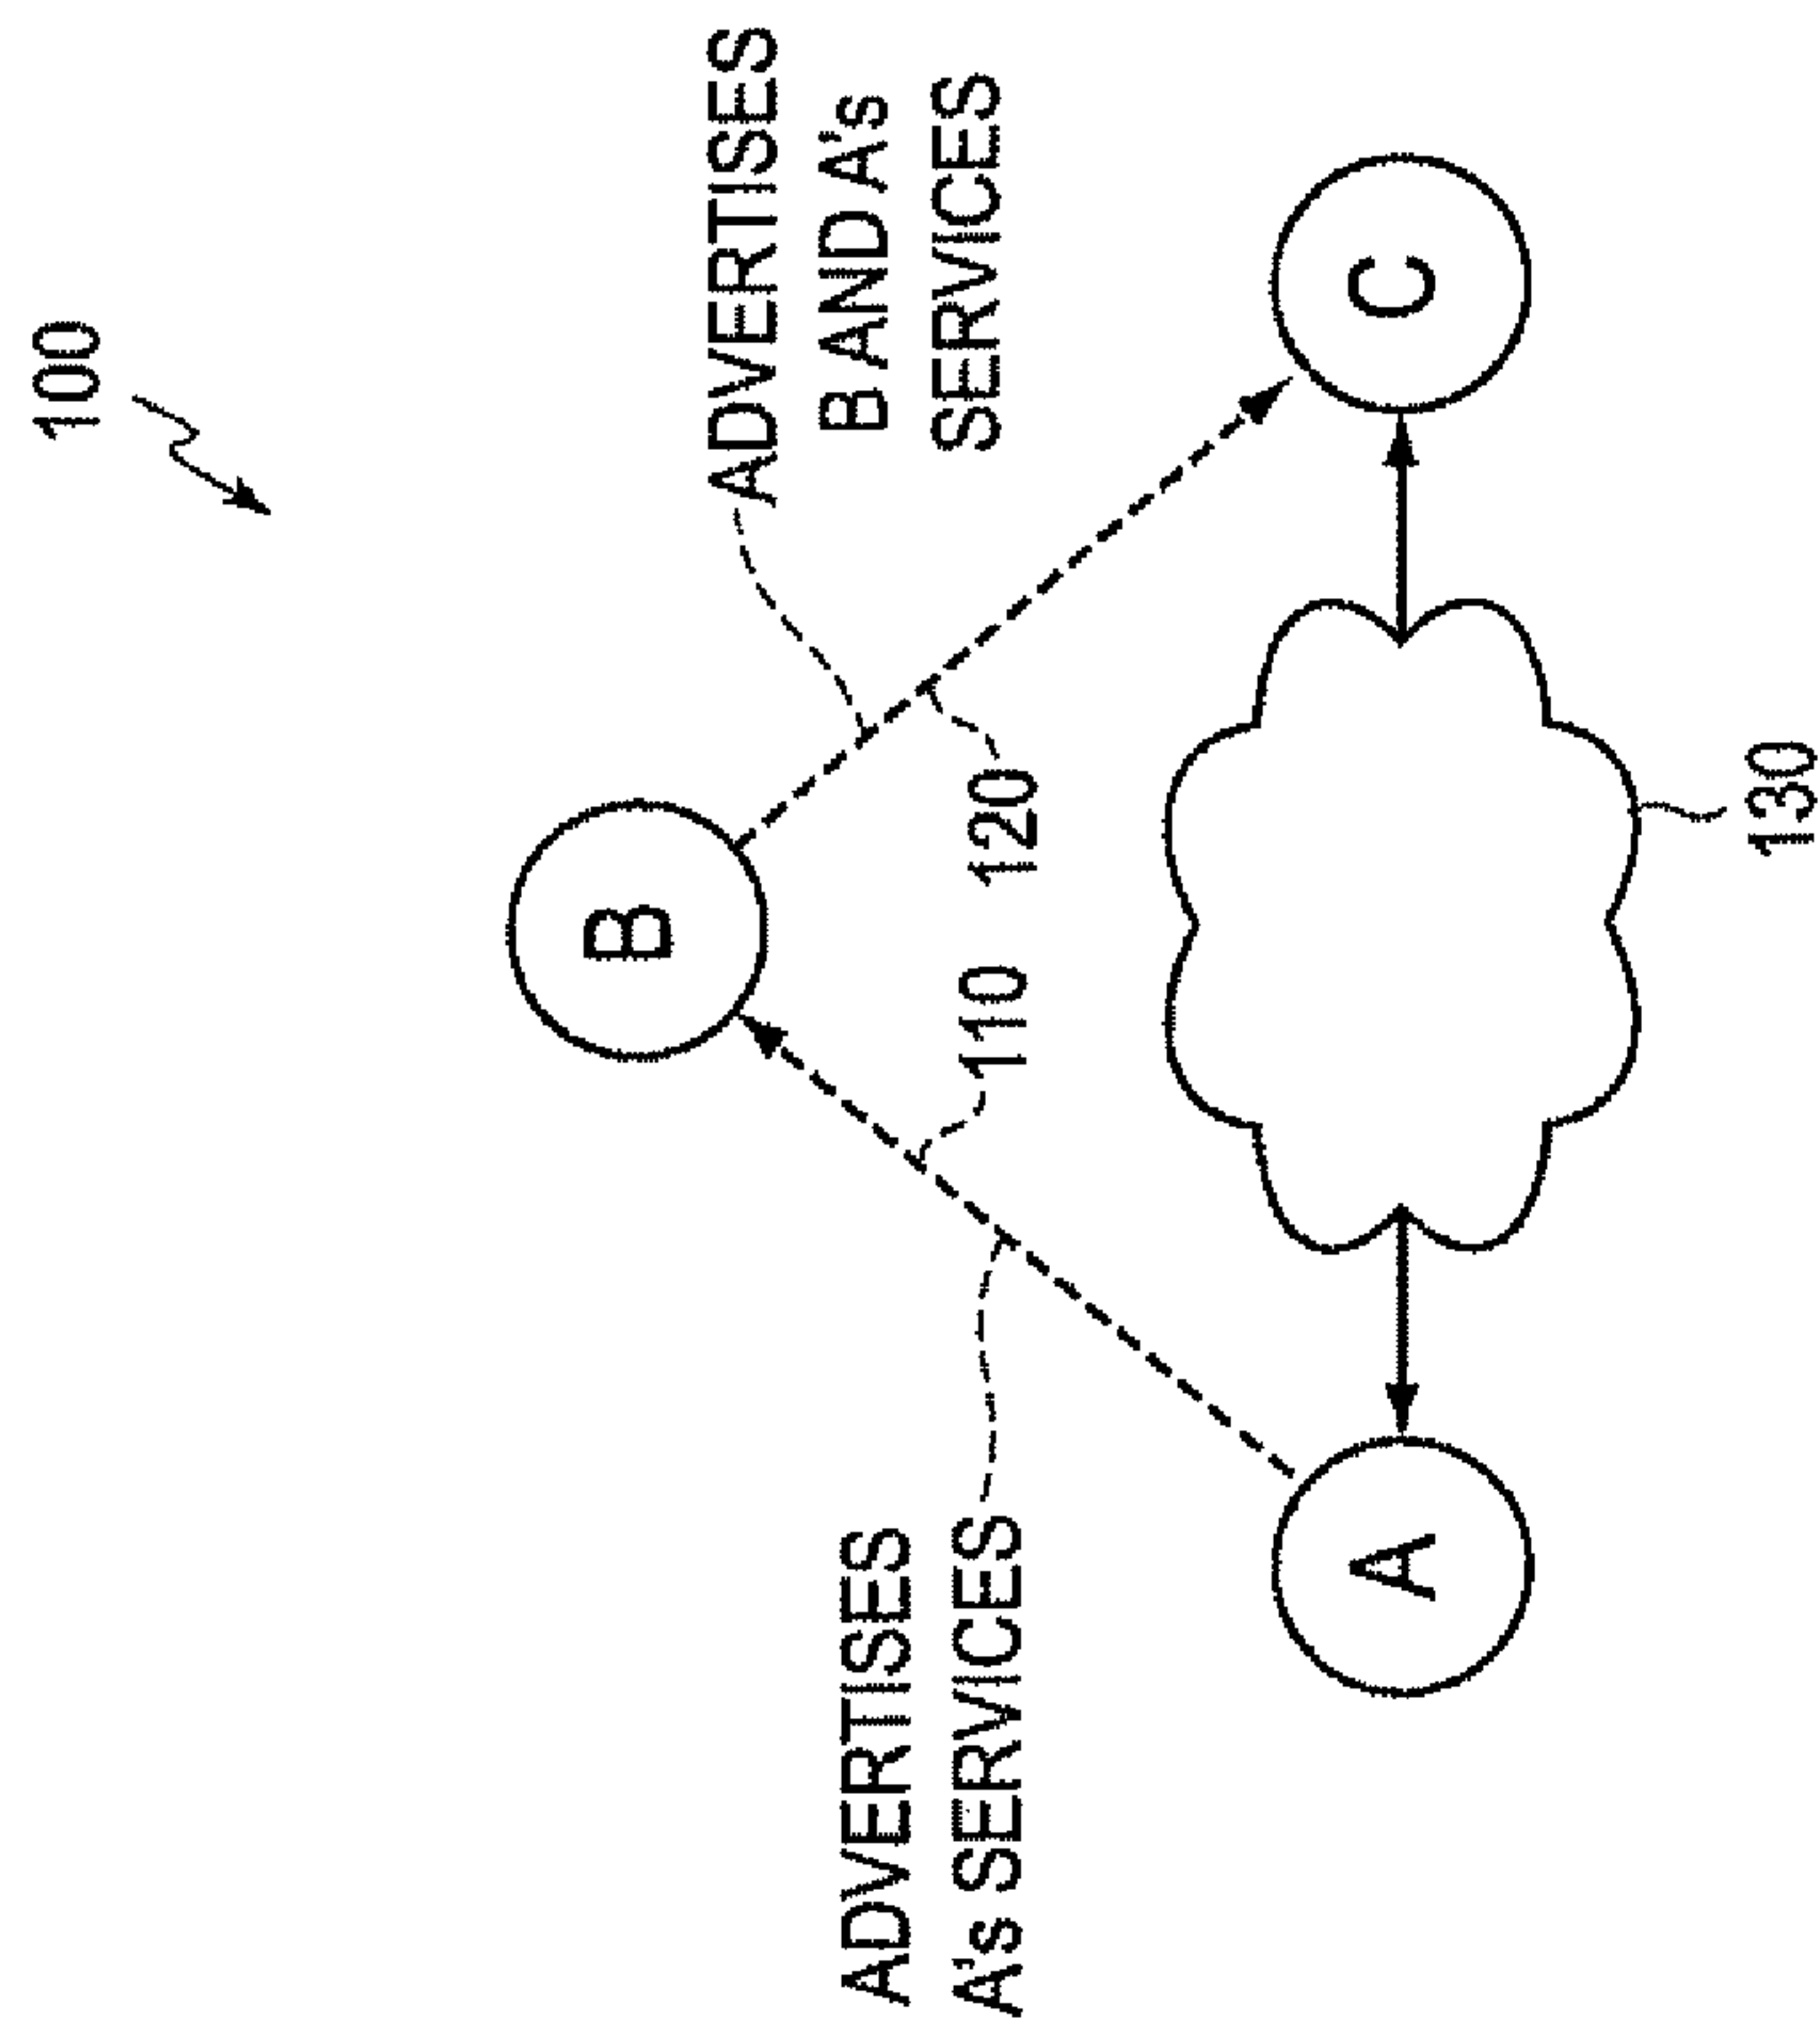 100
ADVERTISES
B AND A's
SERVICES
B
ADVERTISES
A's SERVICES
110
120
A
C
130